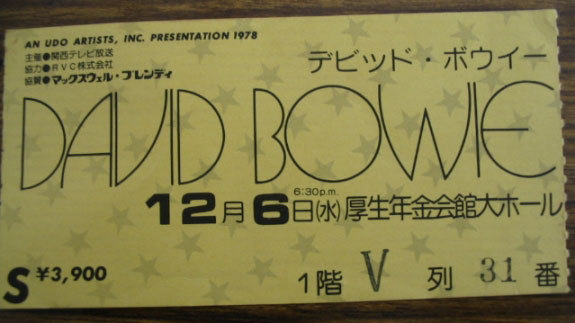 AN UDO ARTISTS, INC. PRESENTATION 1978
主催●関西テレビ放送
協力●RVC株式会社
協賛●マックスウェル・ブレンディ
デビッド・ボウイー
DAVID BOWIE
6:30p.m.
12月6日(水)厚生年金会館大ホール
S ¥3,900
1階 V 列 31 番